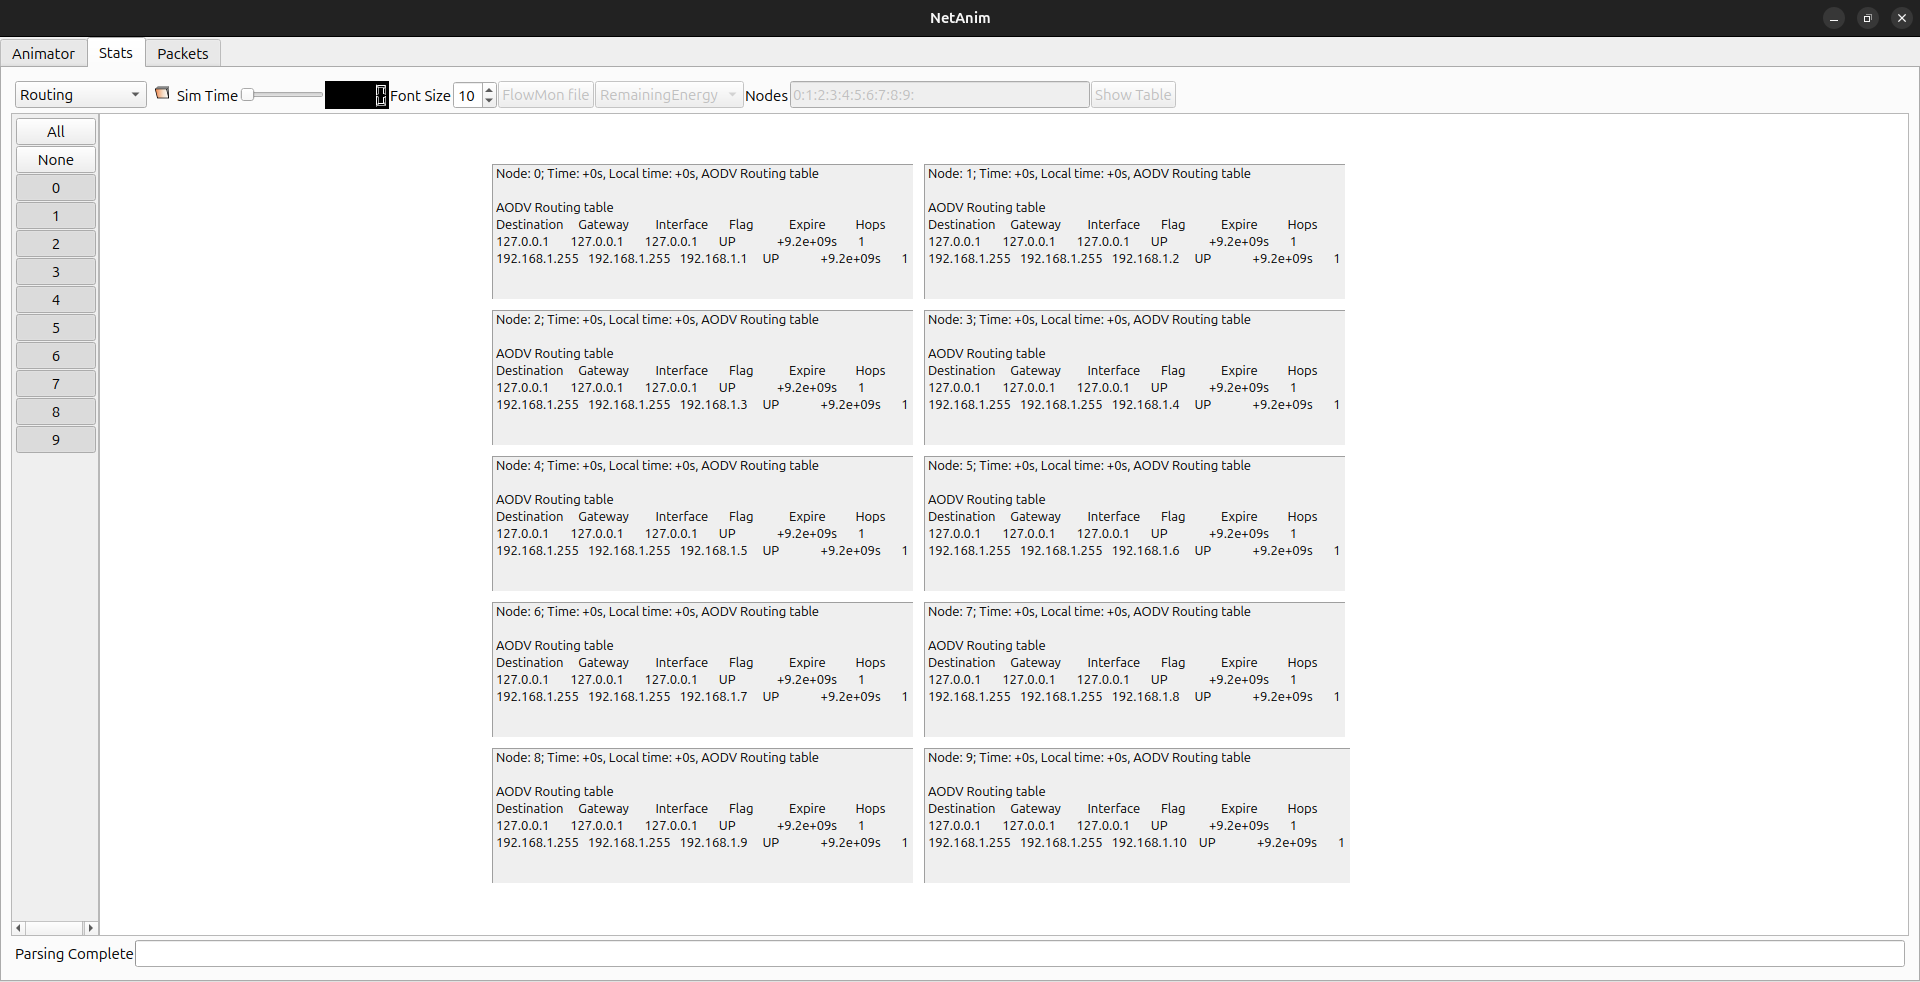 NetAnim
Animator Stats Packets
Routing Sim Time 0 Font Size 10 FlowMon file RemainingEnergy Nodes 0:1:2:3:4:5:6:7:8:9: Show Table
All
None
0
1
2
3
4
5
6
7
8
9
Node: 0; Time: +0s, Local time: +0s, AODV Routing table
AODV Routing table
Destination Gateway Interface Flag Expire Hops
127.0.0.1 127.0.0.1 127.0.0.1 UP +9.2e+09s 1
192.168.1.255 192.168.1.255 192.168.1.1 UP +9.2e+09s 1
Node: 1; Time: +0s, Local time: +0s, AODV Routing table
AODV Routing table
Destination Gateway Interface Flag Expire Hops
127.0.0.1 127.0.0.1 127.0.0.1 UP +9.2e+09s 1
192.168.1.255 192.168.1.255 192.168.1.2 UP +9.2e+09s 1
Node: 2; Time: +0s, Local time: +0s, AODV Routing table
AODV Routing table
Destination Gateway Interface Flag Expire Hops
127.0.0.1 127.0.0.1 127.0.0.1 UP +9.2e+09s 1
192.168.1.255 192.168.1.255 192.168.1.3 UP +9.2e+09s 1
Node: 3; Time: +0s, Local time: +0s, AODV Routing table
AODV Routing table
Destination Gateway Interface Flag Expire Hops
127.0.0.1 127.0.0.1 127.0.0.1 UP +9.2e+09s 1
192.168.1.255 192.168.1.255 192.168.1.4 UP +9.2e+09s 1
Node: 4; Time: +0s, Local time: +0s, AODV Routing table
AODV Routing table
Destination Gateway Interface Flag Expire Hops
127.0.0.1 127.0.0.1 127.0.0.1 UP +9.2e+09s 1
192.168.1.255 192.168.1.255 192.168.1.5 UP +9.2e+09s 1
Node: 5; Time: +0s, Local time: +0s, AODV Routing table
AODV Routing table
Destination Gateway Interface Flag Expire Hops
127.0.0.1 127.0.0.1 127.0.0.1 UP +9.2e+09s 1
192.168.1.255 192.168.1.255 192.168.1.6 UP +9.2e+09s 1
Node: 6; Time: +0s, Local time: +0s, AODV Routing table
AODV Routing table
Destination Gateway Interface Flag Expire Hops
127.0.0.1 127.0.0.1 127.0.0.1 UP +9.2e+09s 1
192.168.1.255 192.168.1.255 192.168.1.7 UP +9.2e+09s 1
Node: 7; Time: +0s, Local time: +0s, AODV Routing table
AODV Routing table
Destination Gateway Interface Flag Expire Hops
127.0.0.1 127.0.0.1 127.0.0.1 UP +9.2e+09s 1
192.168.1.255 192.168.1.255 192.168.1.8 UP +9.2e+09s 1
Node: 8; Time: +0s, Local time: +0s, AODV Routing table
AODV Routing table
Destination Gateway Interface Flag Expire Hops
127.0.0.1 127.0.0.1 127.0.0.1 UP +9.2e+09s 1
192.168.1.255 192.168.1.255 192.168.1.9 UP +9.2e+09s 1
Node: 9; Time: +0s, Local time: +0s, AODV Routing table
AODV Routing table
Destination Gateway Interface Flag Expire Hops
127.0.0.1 127.0.0.1 127.0.0.1 UP +9.2e+09s 1
192.168.1.255 192.168.1.255 192.168.1.10 UP +9.2e+09s 1
Parsing Complete